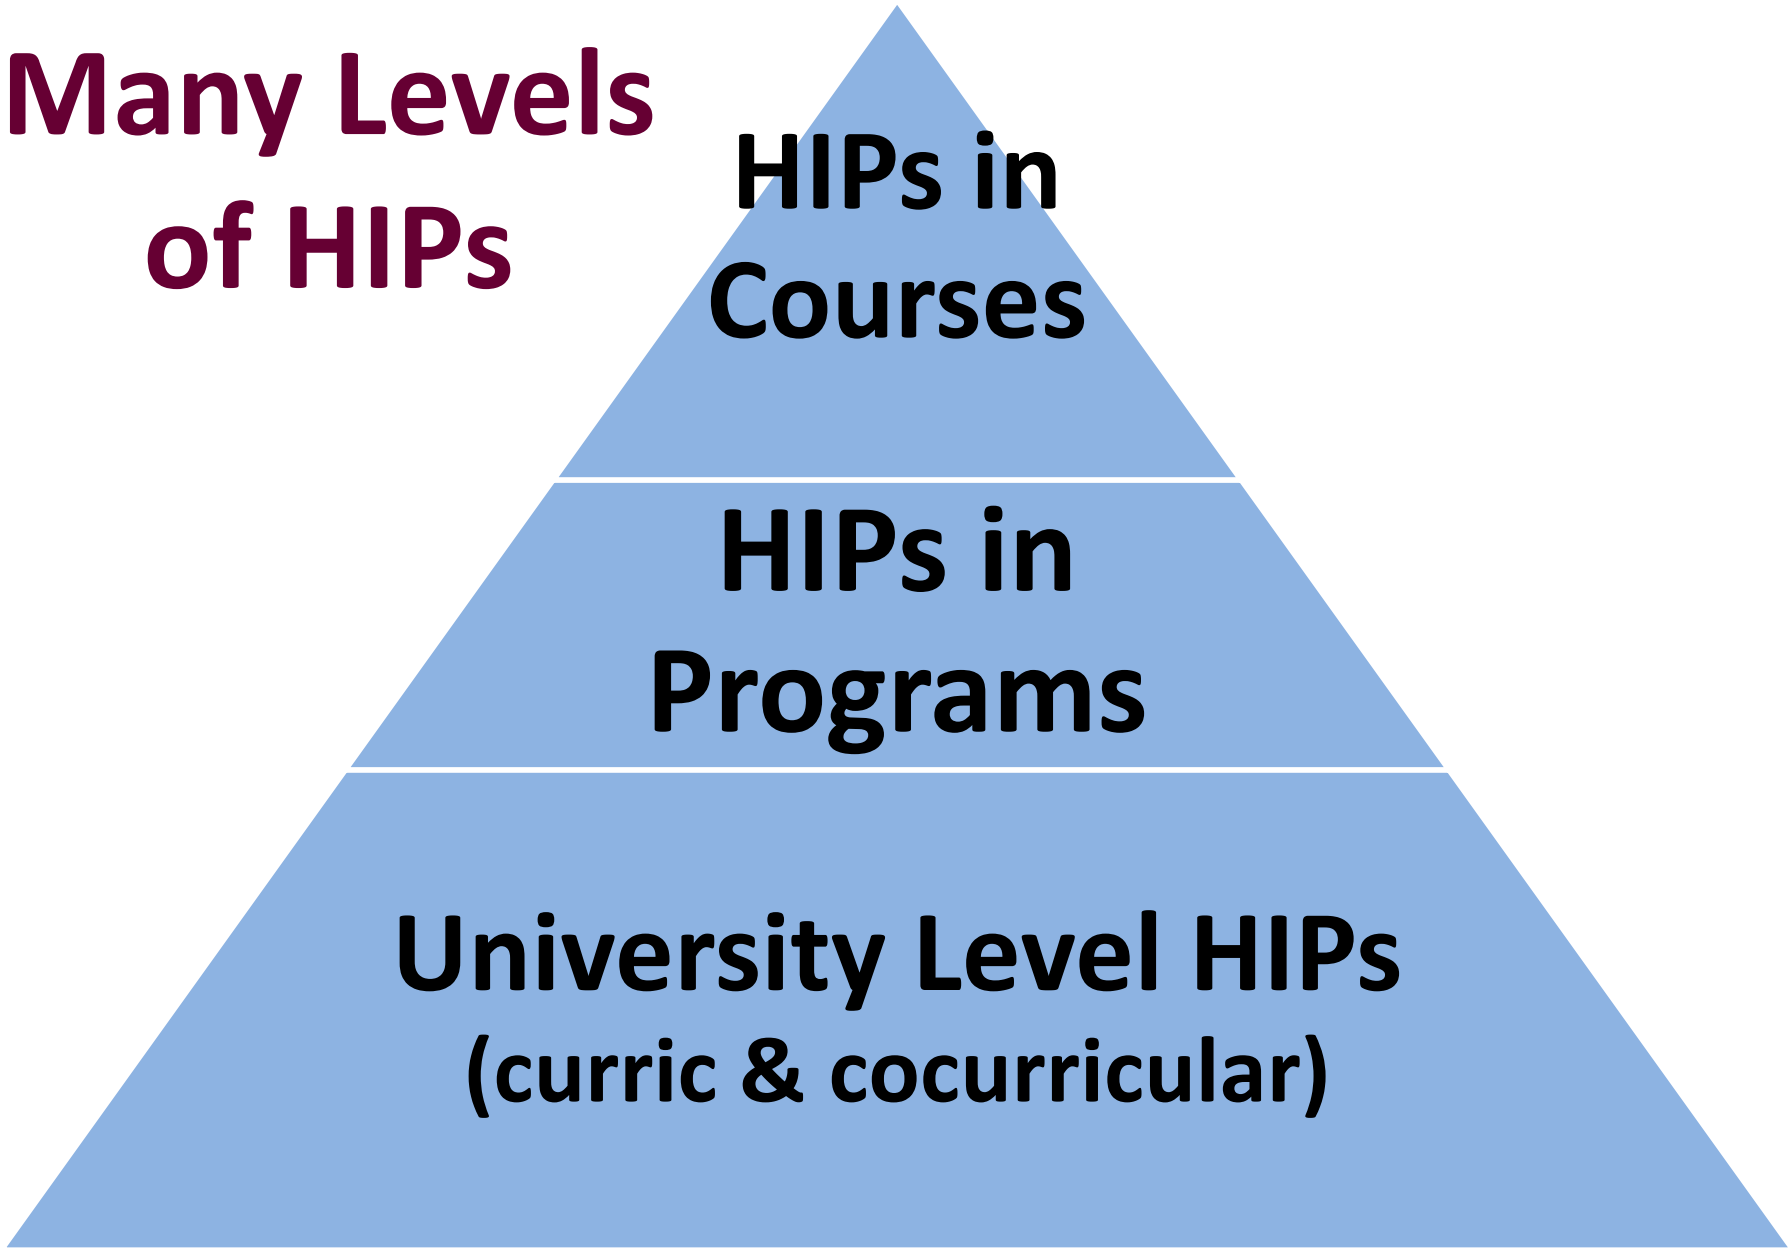 Many Levels
of HIPs
HIPs in
Courses
HIPs in
Programs
University Level HIPs
(curric & cocurricular)